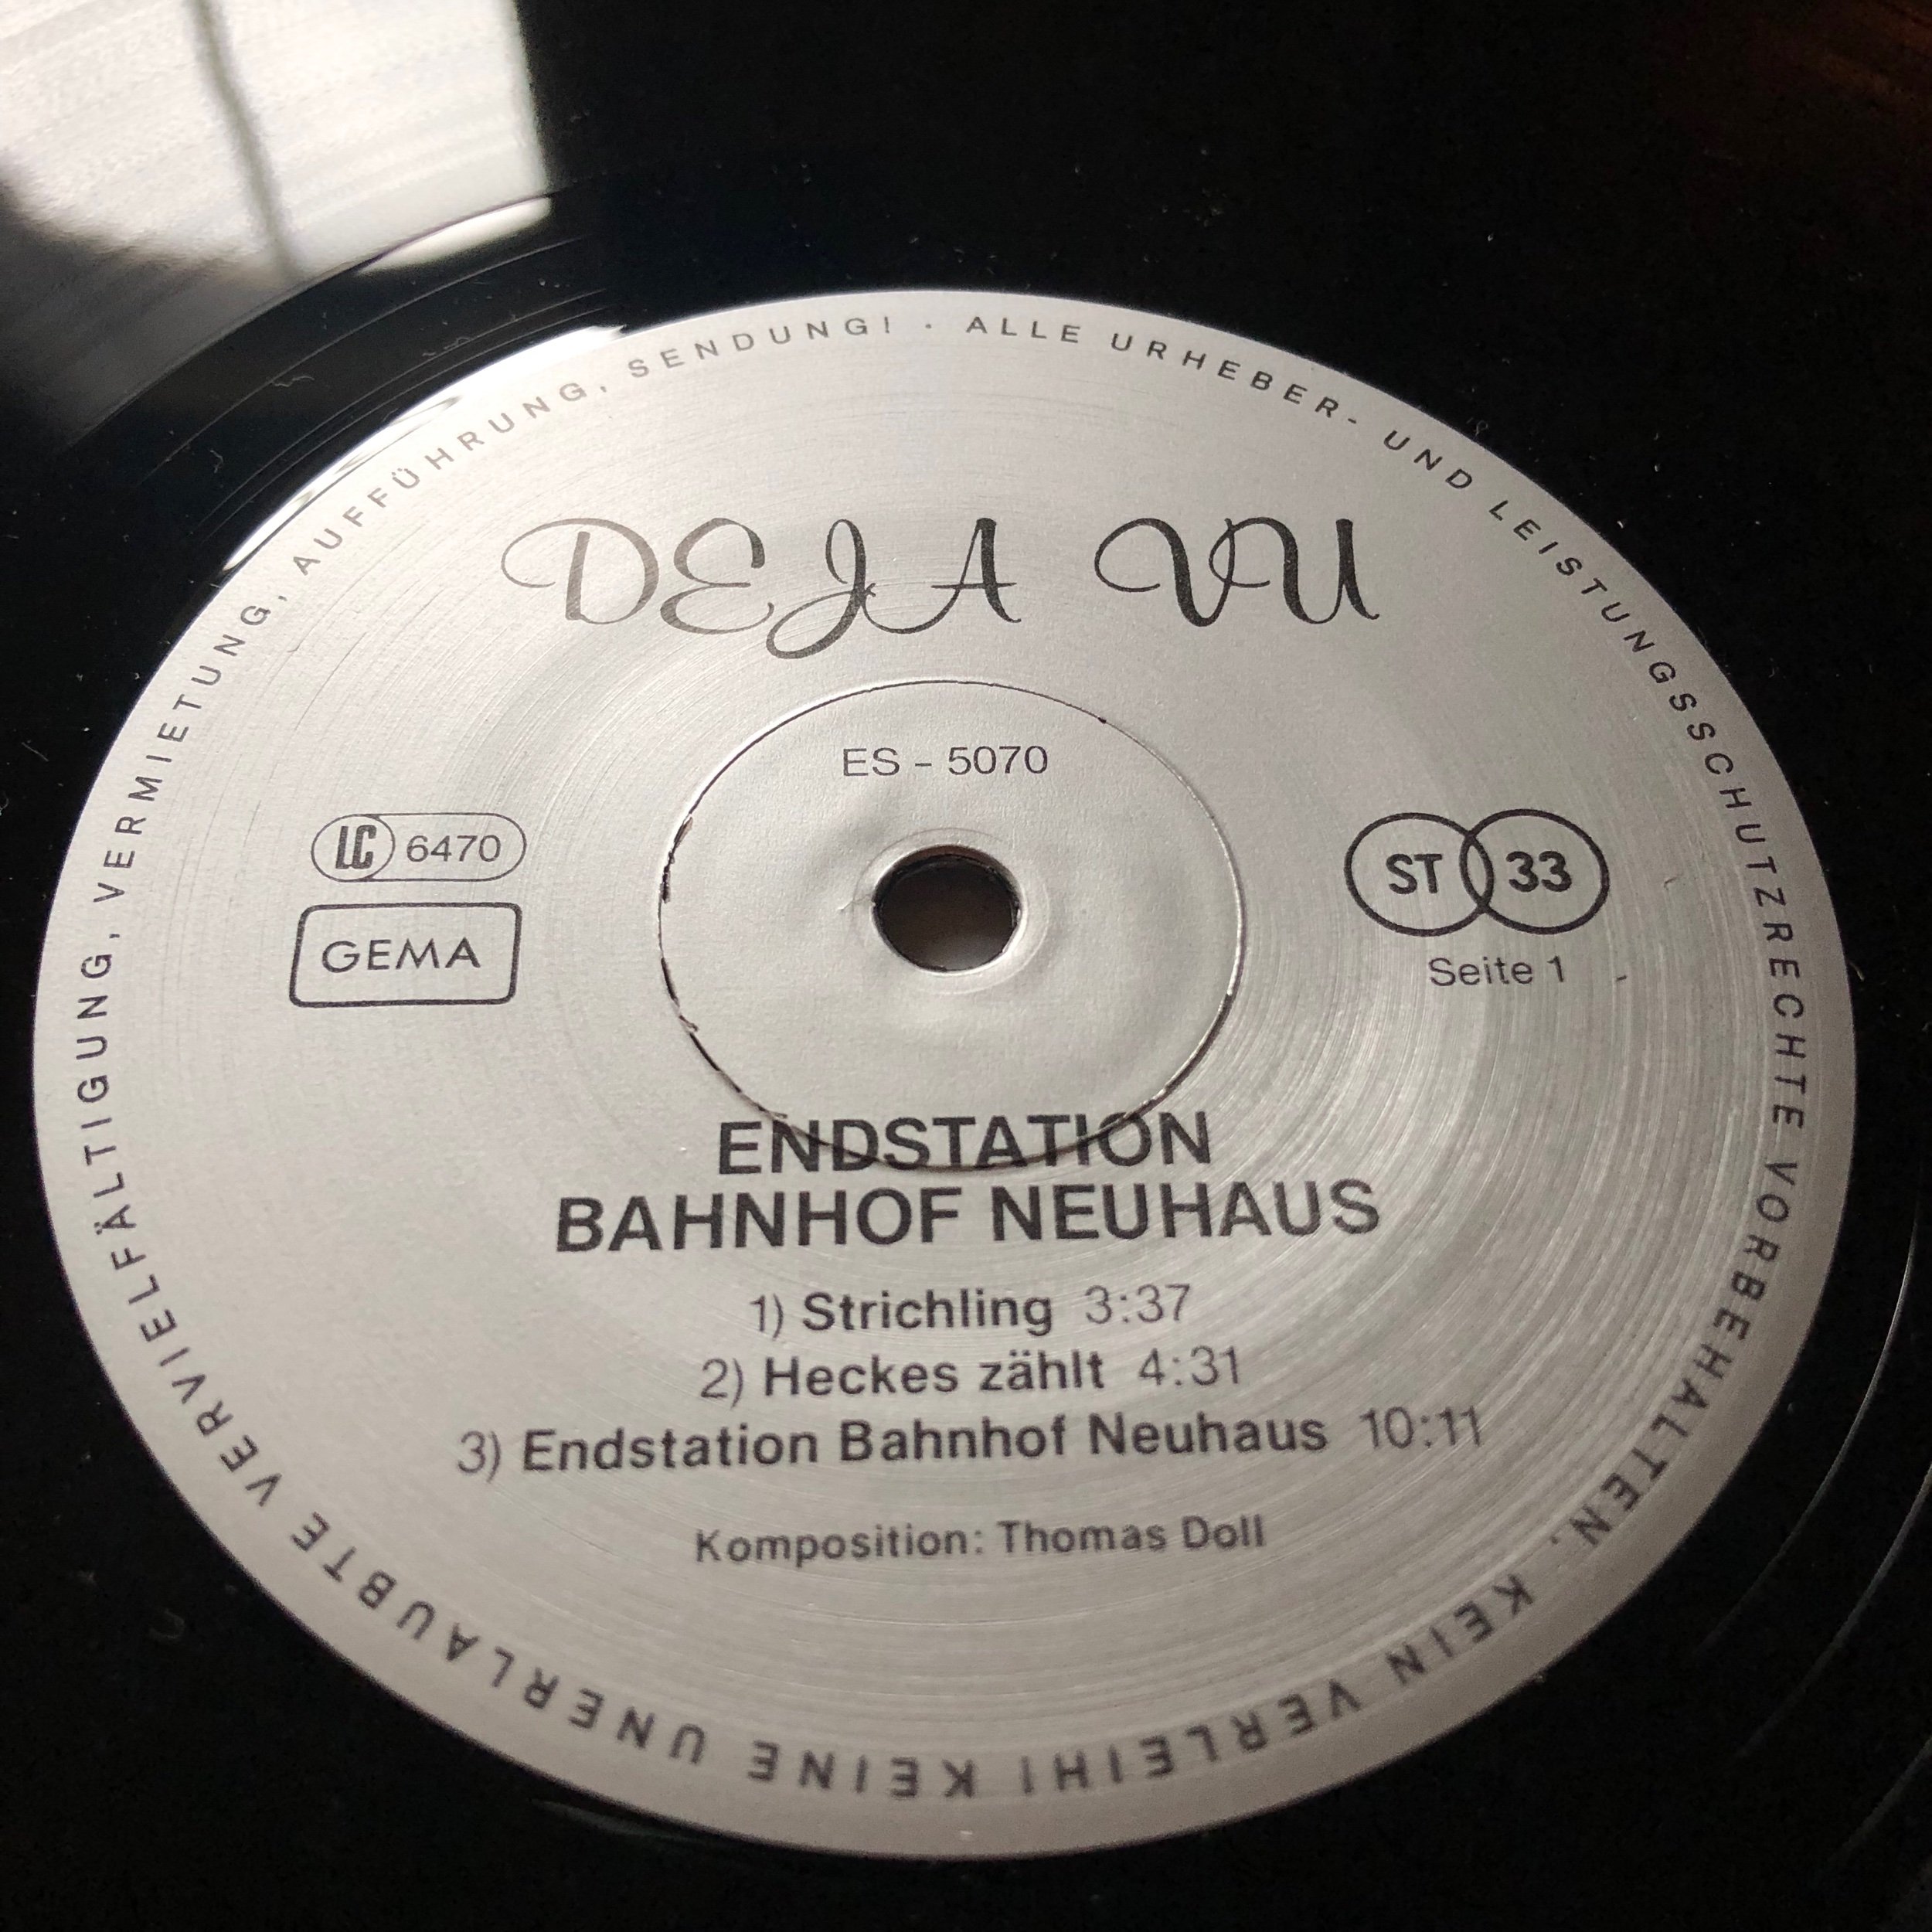 DEJA VU
ES - 5070
LC 6470
GEMA
ST 33
Seite 1
ENDSTATION
BAHNHOF NEUHAUS
1) Strichling 3:37
2) Heckes zählt 4:31
3) Endstation Bahnhof Neuhaus 10:11
Komposition: Thomas Doll
ALLE URHEBER- UND LEISTUNGSSCHUTZRECHTE VORBEHALTEN. KEIN VERLEIH! KEINE UNERLAUBTE VERVIELFÄLTIGUNG, VERMIETUNG, AUFFÜHRUNG, SENDUNG! ·